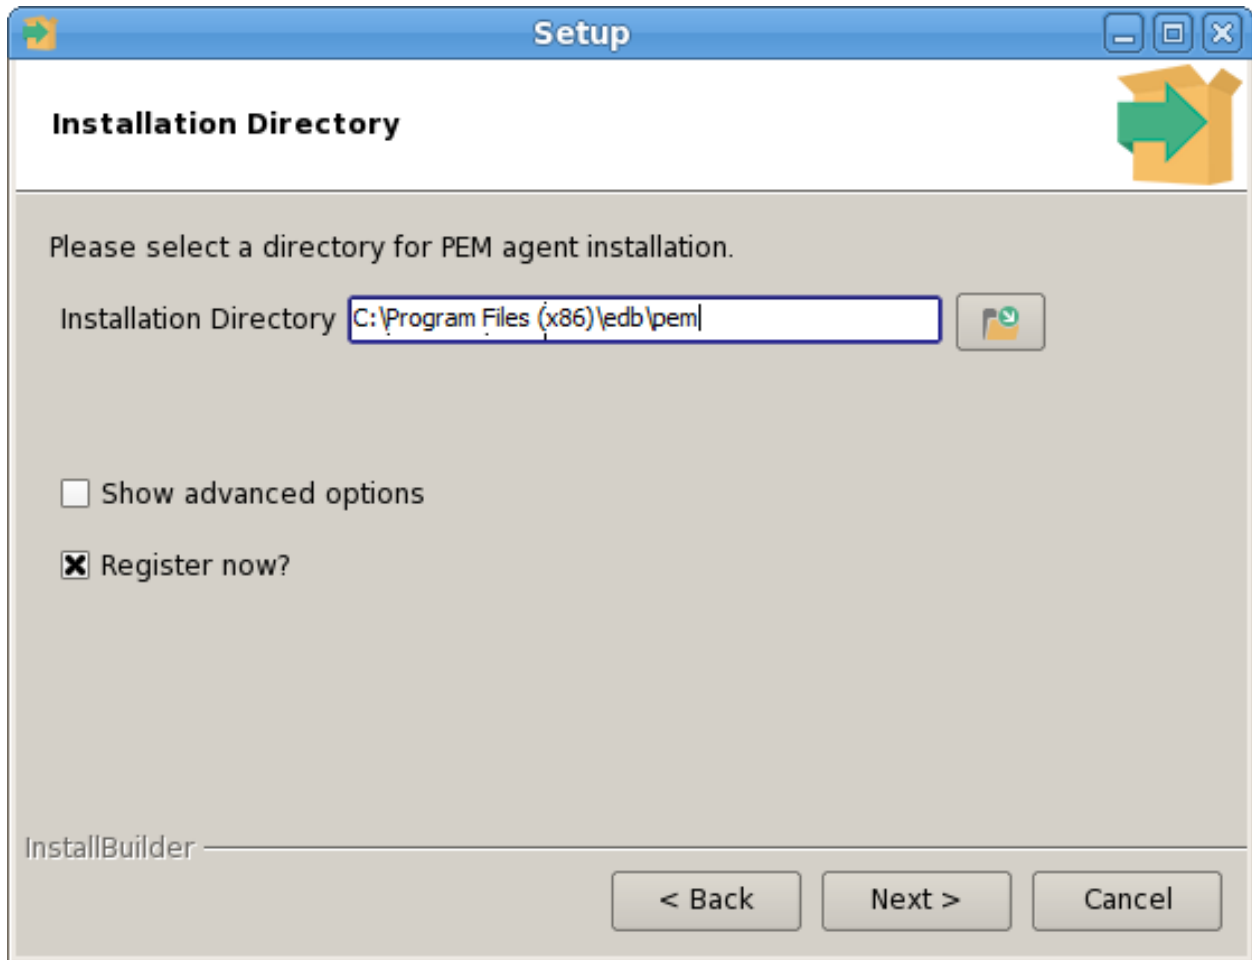 Setup
Installation Directory
Please select a directory for PEM agent installation.
Installation Directory C:\Program Files (x86)\edb\pem
Show advanced options
Register now?
InstallBuilder
< Back Next > Cancel